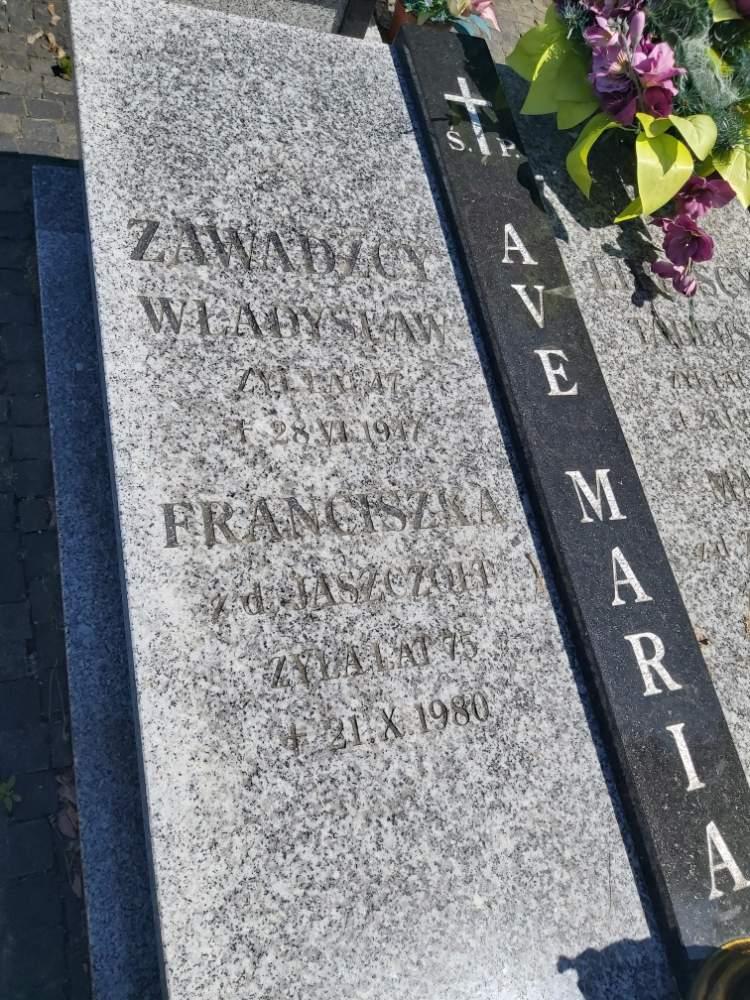 ZAWADZCY
WŁADYSŁAW
ŻYŁ LAT 47
+ 28.VI.1947
FRANCISZKA
z d. JASZCZOŁT
ŻYŁA LAT 75
+ 21.X.1980
Ś. P.
AVE
MARIA